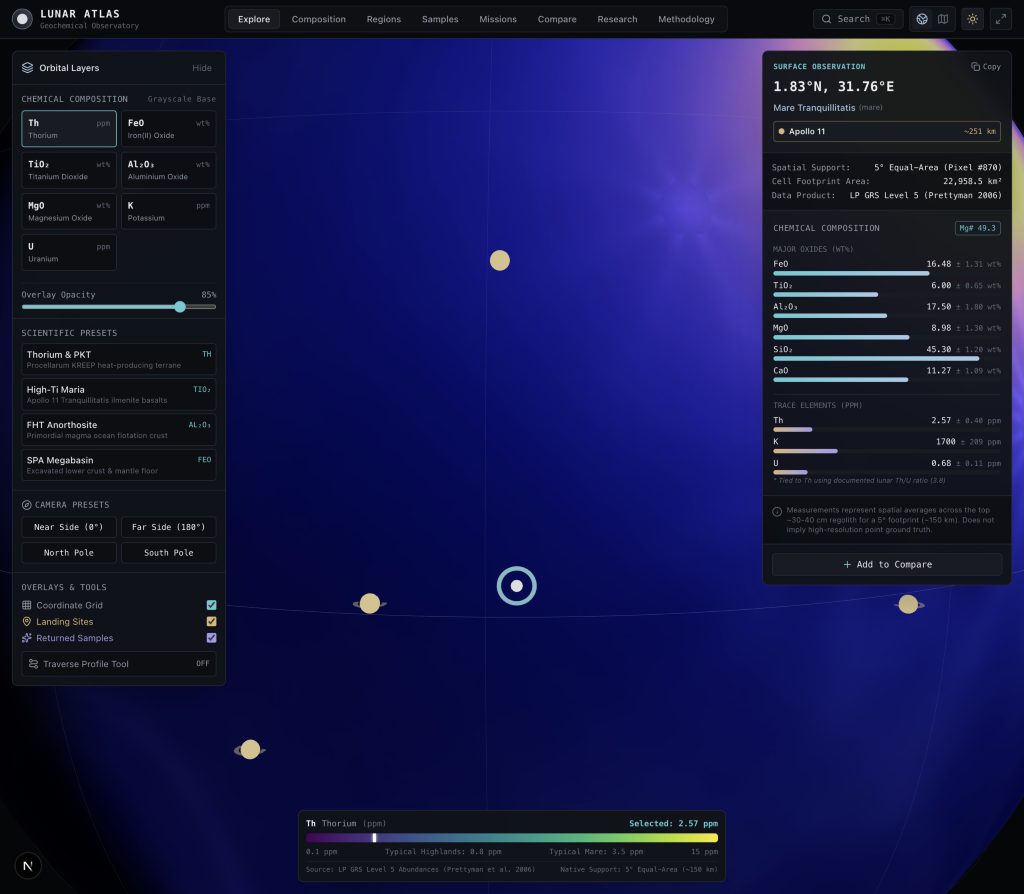 LUNAR ATLAS
Geochemical Observatory
Explore Composition Regions Samples Missions Compare Research Methodology
Search ⌘K
Orbital Layers Hide
CHEMICAL COMPOSITION Grayscale Base
Th ppm
Thorium
FeO wt%
Iron(II) Oxide
TiO₂ wt%
Titanium Dioxide
Al₂O₃ wt%
Aluminium Oxide
MgO wt%
Magnesium Oxide
K ppm
Potassium
U ppm
Uranium
Overlay Opacity 85%
SCIENTIFIC PRESETS
Thorium & PKT TH
Procellarum KREEP heat-producing terrane
High-Ti Maria TIO₂
Apollo 11 Tranquillitatis ilmenite basalts
FHT Anorthosite AL₂O₃
Primordial magma ocean flotation crust
SPA Megabasin FEO
Excavated lower crust & mantle floor
CAMERA PRESETS
Near Side (0°) Far Side (180°)
North Pole South Pole
OVERLAYS & TOOLS
Coordinate Grid
Landing Sites
Returned Samples
Traverse Profile Tool OFF
SURFACE OBSERVATION Copy
1.83°N, 31.76°E
Mare Tranquillitatis (mare)
Apollo 11 ~251 km
Spatial Support: 5° Equal-Area (Pixel #870)
Cell Footprint Area: 22,958.5 km²
Data Product: LP GRS Level 5 (Prettyman 2006)
CHEMICAL COMPOSITION Mg# 49.3
MAJOR OXIDES (WT%)
FeO 16.48 ± 1.31 wt%
TiO₂ 6.00 ± 0.65 wt%
Al₂O₃ 17.50 ± 1.80 wt%
MgO 8.98 ± 1.30 wt%
SiO₂ 45.30 ± 1.20 wt%
CaO 11.27 ± 1.09 wt%
TRACE ELEMENTS (PPM)
Th 2.57 ± 0.40 ppm
K 1700 ± 209 ppm
U 0.68 ± 0.11 ppm
* Tied to Th using documented lunar Th/U ratio (3.8)
Measurements represent spatial averages across the top
~30-40 cm regolith for a 5° footprint (~150 km). Does not
imply high-resolution point ground truth.
+ Add to Compare
Th Thorium (ppm) Selected: 2.57 ppm
0.1 ppm Typical Highlands: 0.8 ppm Typical Mare: 3.5 ppm 15 ppm
Source: LP GRS Level 5 Abundances (Prettyman et al. 2006) Native Support: 5° Equal-Area (~150 km)
N